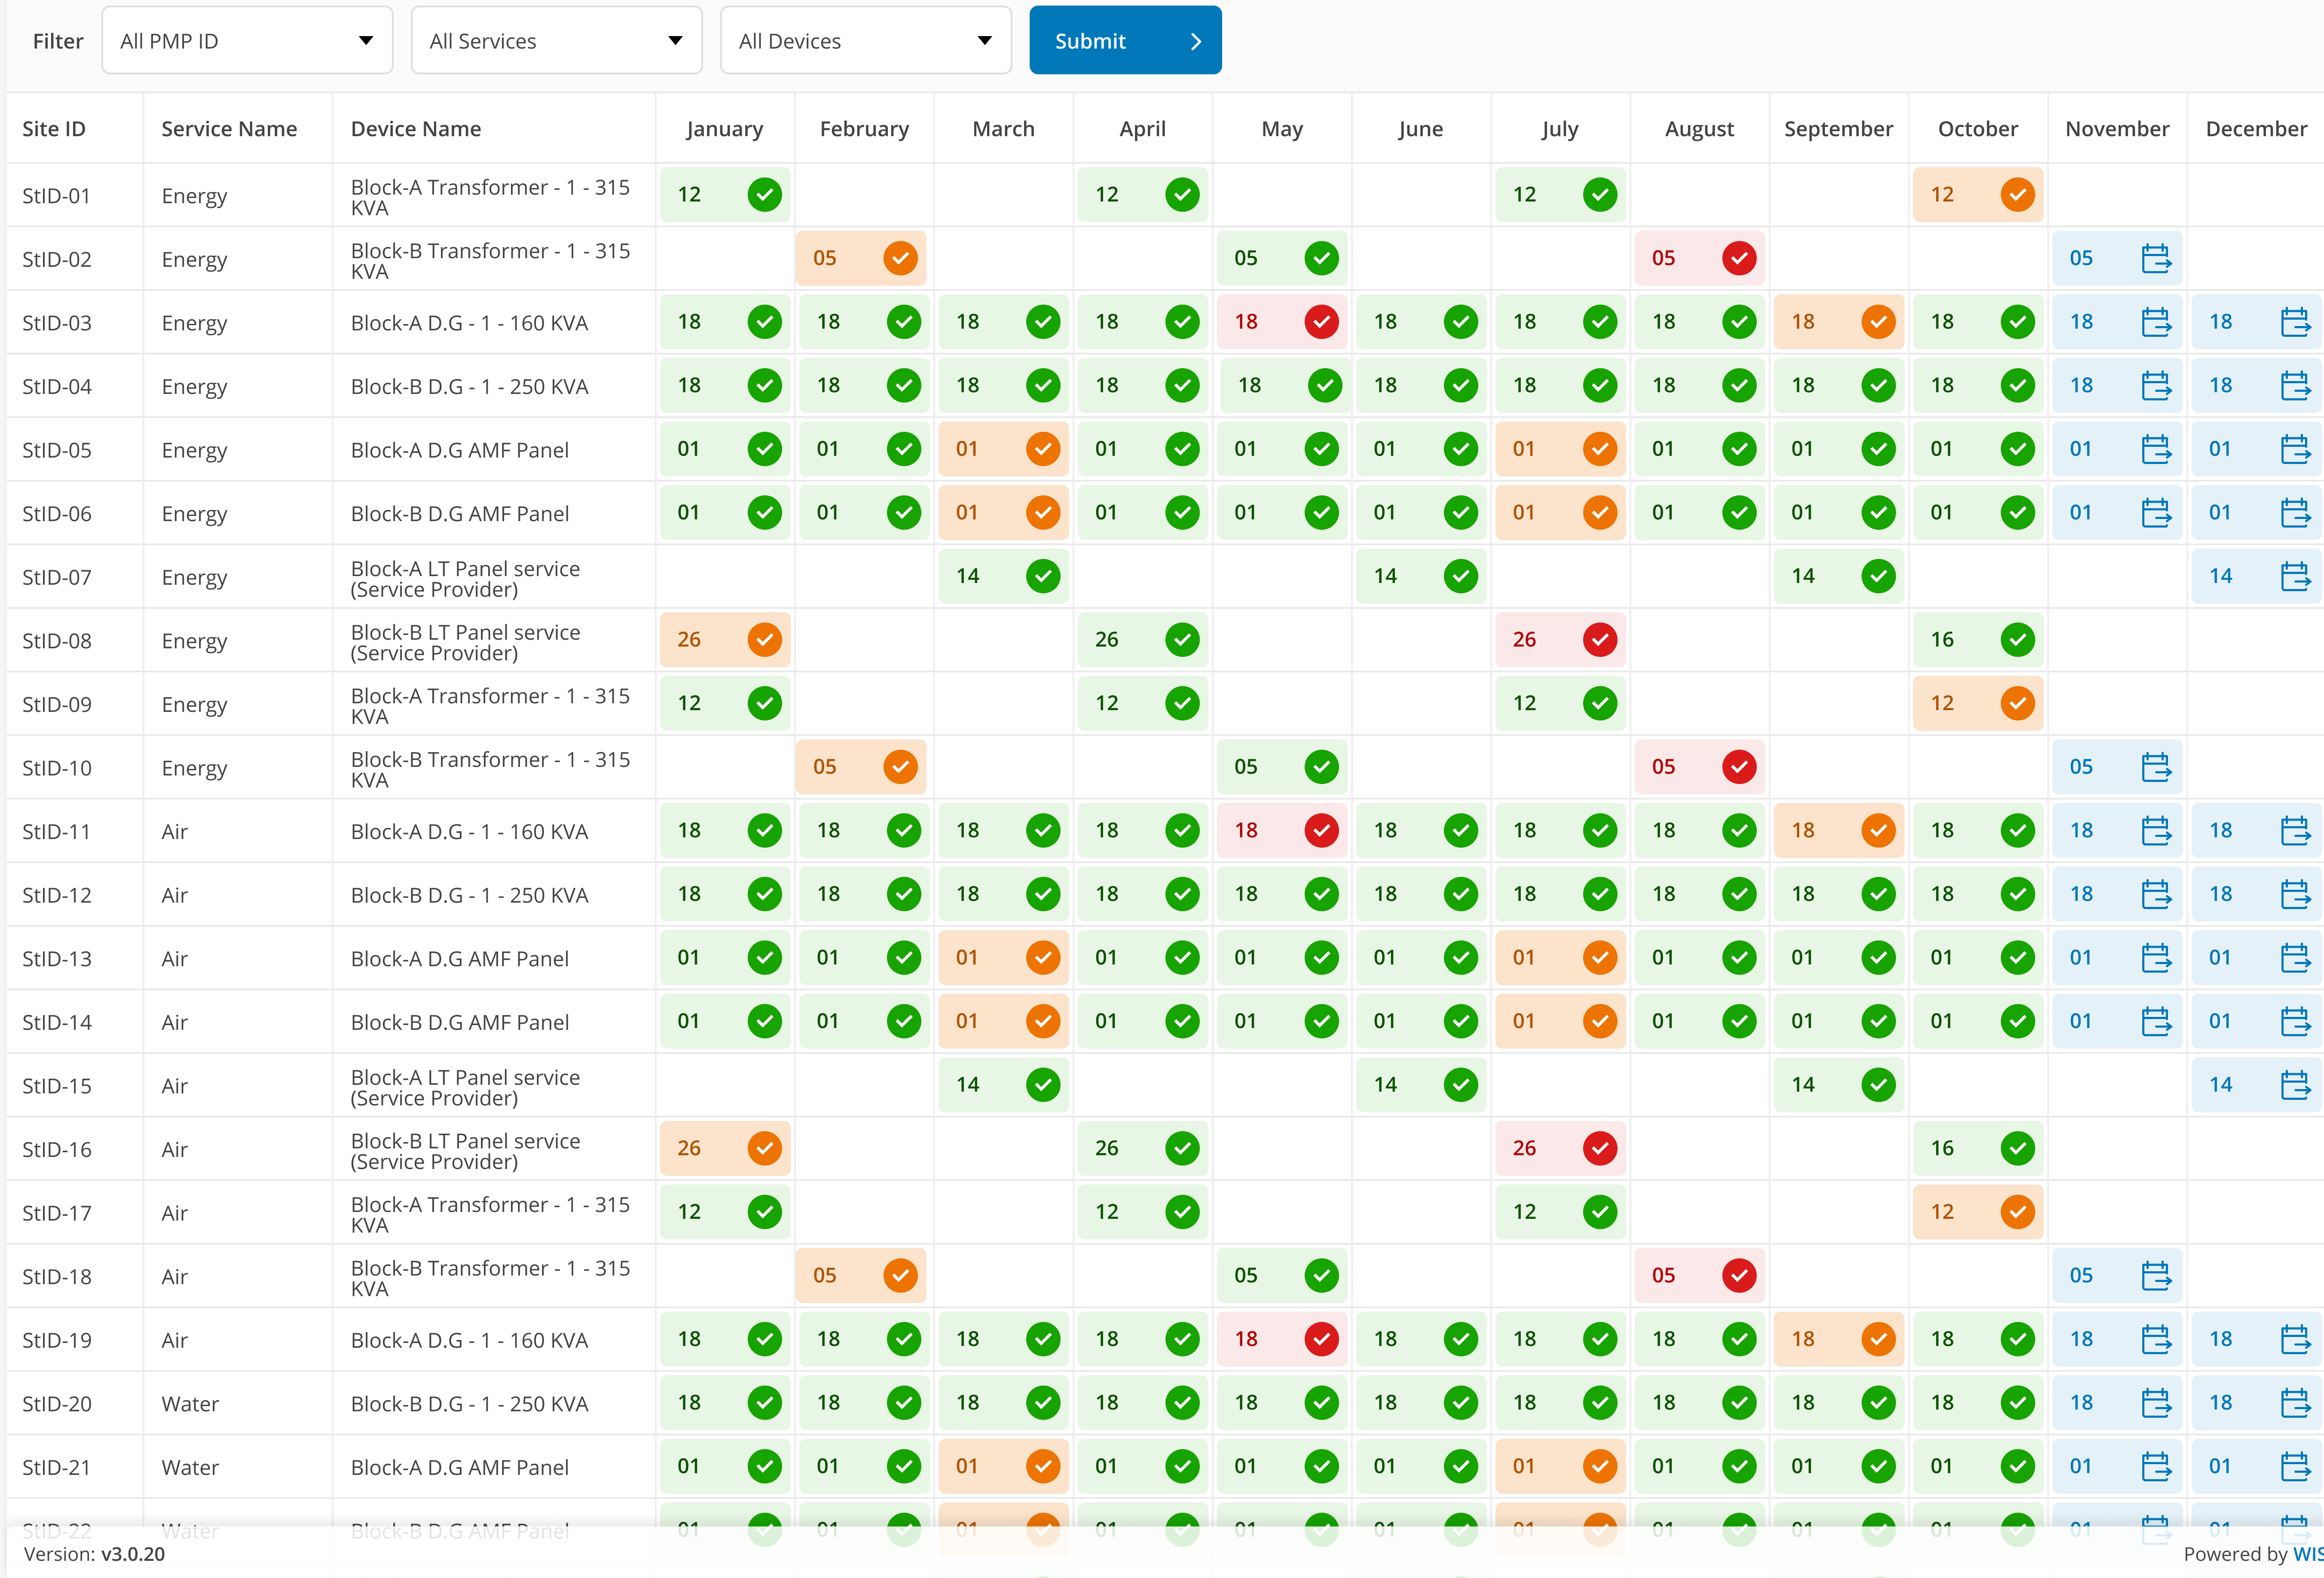 Filter All PMP ID All Services All Devices Submit
Site ID Service Name Device Name January February March April May June July August September October November December
StID-01 Energy Block-A Transformer - 1 - 315 KVA 12 12 12 12
StID-02 Energy Block-B Transformer - 1 - 315 KVA 05 05 05 05
StID-03 Energy Block-A D.G - 1 - 160 KVA 18 18 18 18 18 18 18 18 18 18 18 18
StID-04 Energy Block-B D.G - 1 - 250 KVA 18 18 18 18 18 18 18 18 18 18 18 18
StID-05 Energy Block-A D.G AMF Panel 01 01 01 01 01 01 01 01 01 01 01 01
StID-06 Energy Block-B D.G AMF Panel 01 01 01 01 01 01 01 01 01 01 01 01
StID-07 Energy Block-A LT Panel service (Service Provider) 14 14 14 14
StID-08 Energy Block-B LT Panel service (Service Provider) 26 26 26 16
StID-09 Energy Block-A Transformer - 1 - 315 KVA 12 12 12 12
StID-10 Energy Block-B Transformer - 1 - 315 KVA 05 05 05 05
StID-11 Air Block-A D.G - 1 - 160 KVA 18 18 18 18 18 18 18 18 18 18 18 18
StID-12 Air Block-B D.G - 1 - 250 KVA 18 18 18 18 18 18 18 18 18 18 18 18
StID-13 Air Block-A D.G AMF Panel 01 01 01 01 01 01 01 01 01 01 01 01
StID-14 Air Block-B D.G AMF Panel 01 01 01 01 01 01 01 01 01 01 01 01
StID-15 Air Block-A LT Panel service (Service Provider) 14 14 14 14
StID-16 Air Block-B LT Panel service (Service Provider) 26 26 26 16
StID-17 Air Block-A Transformer - 1 - 315 KVA 12 12 12 12
StID-18 Air Block-B Transformer - 1 - 315 KVA 05 05 05 05
StID-19 Air Block-A D.G - 1 - 160 KVA 18 18 18 18 18 18 18 18 18 18 18 18
StID-20 Water Block-B D.G - 1 - 250 KVA 18 18 18 18 18 18 18 18 18 18 18 18
StID-21 Water Block-A D.G AMF Panel 01 01 01 01 01 01 01 01 01 01 01 01
StID-22 Water Block-B D.G AMF Panel 01 01 01 01 01 01 01 01 01 01 01 01
Version: v3.0.20 Powered by